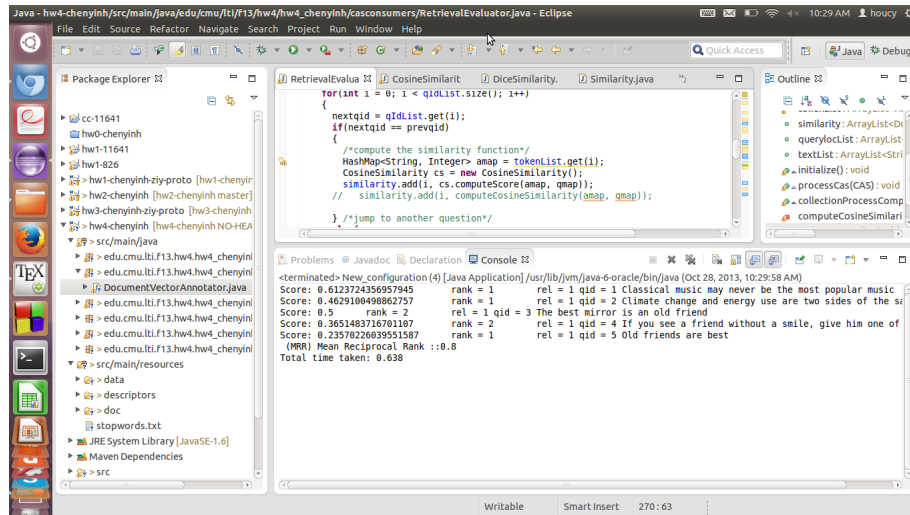 Java - hw4-chenyinh/src/main/java/edu/cmu/lti/f13/hw4/hw4_chenyinh/casconsumers/RetrievalEvaluator.java - Eclipse
10:29 AM houcy
File Edit Source Refactor Navigate Search Project Run Window Help
Quick Access
Java
Debug
Package Explorer
cc-11641
hw0-chenyinh
hw1-11641
hw1-826
> hw1-chenyinh-ziy-proto [hw1-chenyin
> hw2-chenyinh [hw2-chenyinh master]
> hw3-chenyinh-ziy-proto [hw3-chenyinh
> hw4-chenyinh [hw4-chenyinh NO-HEA
> src/main/java
> edu.cmu.lti.f13.hw4.hw4_chenyinl
> edu.cmu.lti.f13.hw4.hw4_chenyinl
> DocumentVectorAnnotator.java
> edu.cmu.lti.f13.hw4.hw4_chenyinl
> edu.cmu.lti.f13.hw4.hw4_chenyinl
> edu.cmu.lti.f13.hw4.hw4_chenyinl
> src/main/resources
> data
> descriptors
> doc
stopwords.txt
JRE System Library [JavaSE-1.6]
Maven Dependencies
> src
RetrievalEvalua
CosineSimilarit
DiceSimilarity.
Similarity.java
for(int i = 0; i < qIdList.size(); i++)
{
nextqid = qIdList.get(i);
if(nextqid == prevqid)
{
/*compute the similarity function*/
HashMap<String, Integer> amap = tokenList.get(i);
CosineSimilarity cs = new CosineSimilarity();
similarity.add(i, cs.computeScore(amap, qmap));
// similarity.add(i, computeCosineSimilarity(amap, qmap));
} /*jump to another question*/
Outline
similarity : ArrayList<Do
querylocList : ArrayList
textList : ArrayList<Stri
initialize() : void
processCas(CAS) : void
collectionProcessComp
computeCosineSimilari
Problems @ Javadoc Declaration Console
<terminated> New_configuration (4) [Java Application] /usr/lib/jvm/java-6-oracle/bin/java (Oct 28, 2013, 10:29:58 AM)
Score: 0.6123724356957945 rank = 1 rel = 1 qid = 1 Classical music may never be the most popular music
Score: 0.4629100498862757 rank = 1 rel = 1 qid = 2 Climate change and energy use are two sides of the sa
Score: 0.5 rank = 2 rel = 1 qid = 3 The best mirror is an old friend
Score: 0.3651483716701107 rank = 2 rel = 1 qid = 4 If you see a friend without a smile, give him one of
Score: 0.23570226039551587 rank = 1 rel = 1 qid = 5 Old friends are best
(MRR) Mean Reciprocal Rank ::0.8
Total time taken: 0.638
Writable Smart Insert 270 : 63